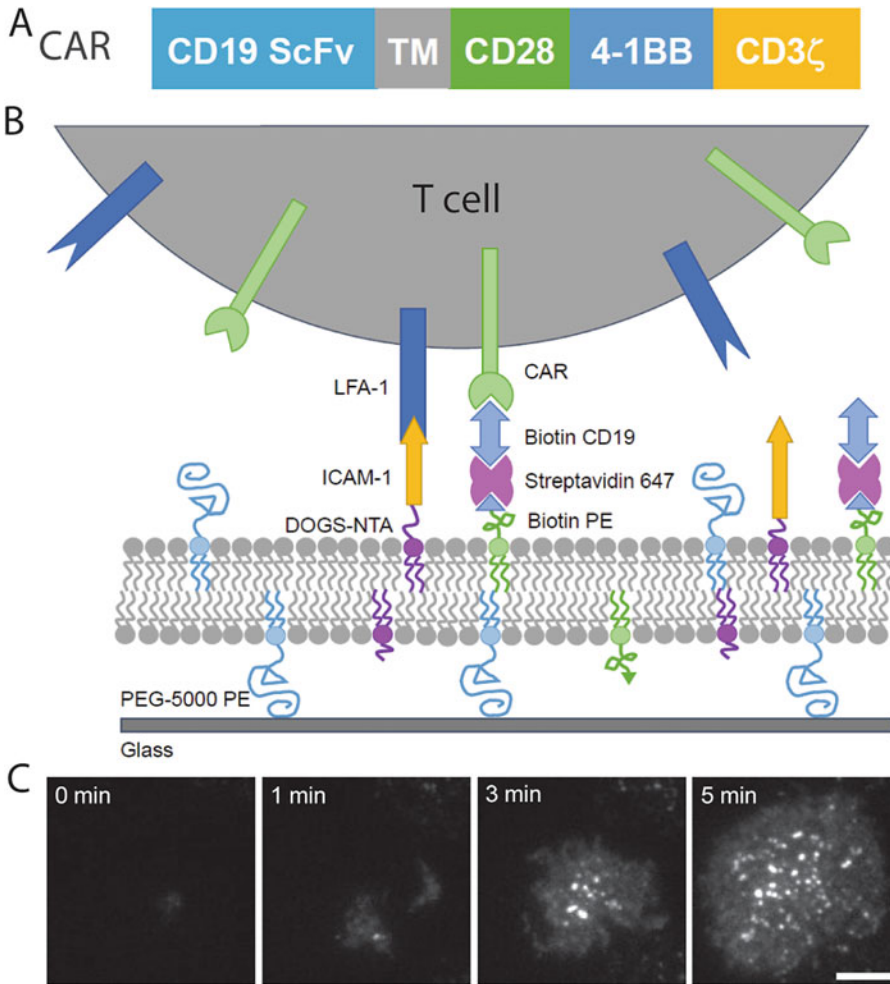 A
CAR CD19 ScFv TM CD28 4-1BB CD3ζ
B
T cell
LFA-1
CAR
Biotin CD19
ICAM-1
Streptavidin 647
DOGS-NTA
Biotin PE
PEG-5000 PE
Glass
C
0 min 1 min 3 min 5 min